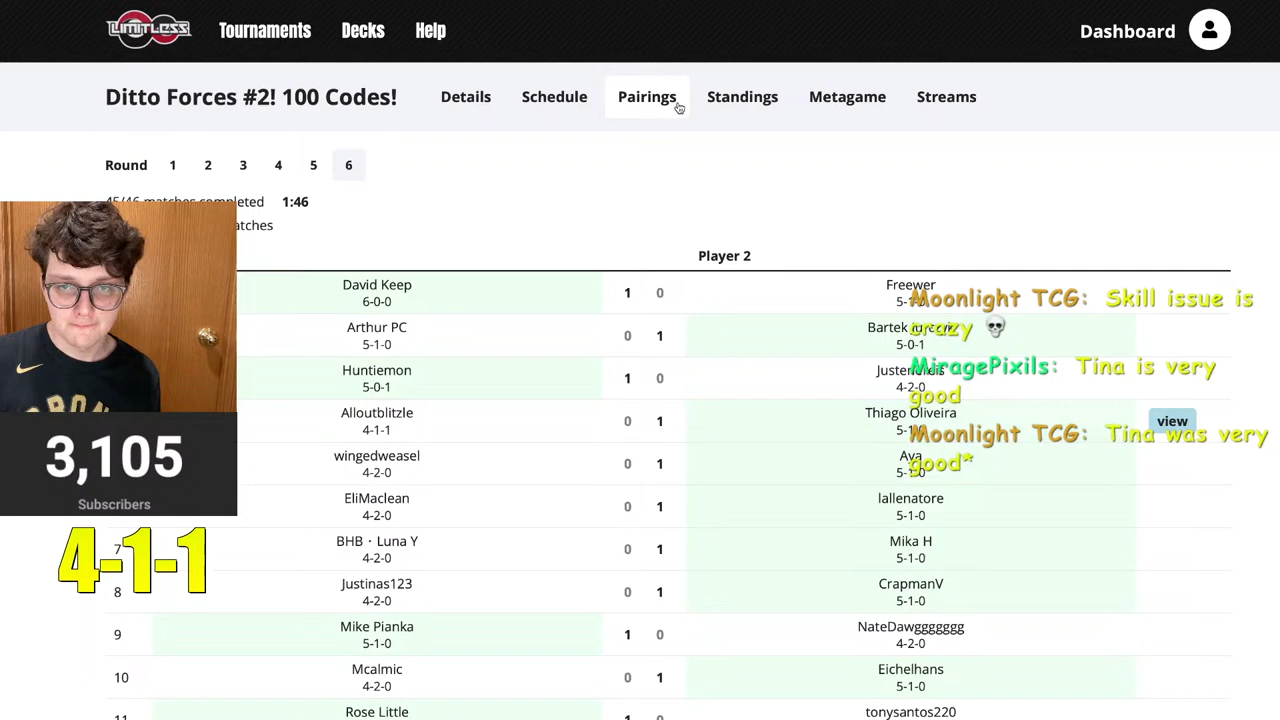 LIMITLESS Tournaments Decks Help Dashboard
Ditto Forces #2! 100 Codes! Details Schedule Pairings Standings Metagame Streams
Round 1 2 3 4 5 6
completed 1:46
Player 2
David Keep 1 0 Freewer
6-0-0
Moonlight TCG: Skill issue is
crazy 💀
Arthur PC 0 1 Bartek
5-1-0 5-0-1
MiragePixils: Tina is very
good
Huntiemon 1 0
5-0-1 4-2-0
Alloutblitzle 0 1 Thiago Oliveira view
4-1-1
Moonlight TCG: Tina was very
good*
wingedweasel 0 1 Ava
4-2-0
3,105
Subscribers
EliMaclean 0 1 lallenatore
4-2-0 5-1-0
4-1-1
7 BHB · Luna Y 0 1 Mika H
4-2-0 5-1-0
8 Justinas123 0 1 CrapmanV
4-2-0 5-1-0
9 Mike Pianka 1 0 NateDawggggggg
5-1-0 4-2-0
10 Mcalmic 0 1 Eichelhans
4-2-0 5-1-0
11 Rose Little 1 0 tonysantos220